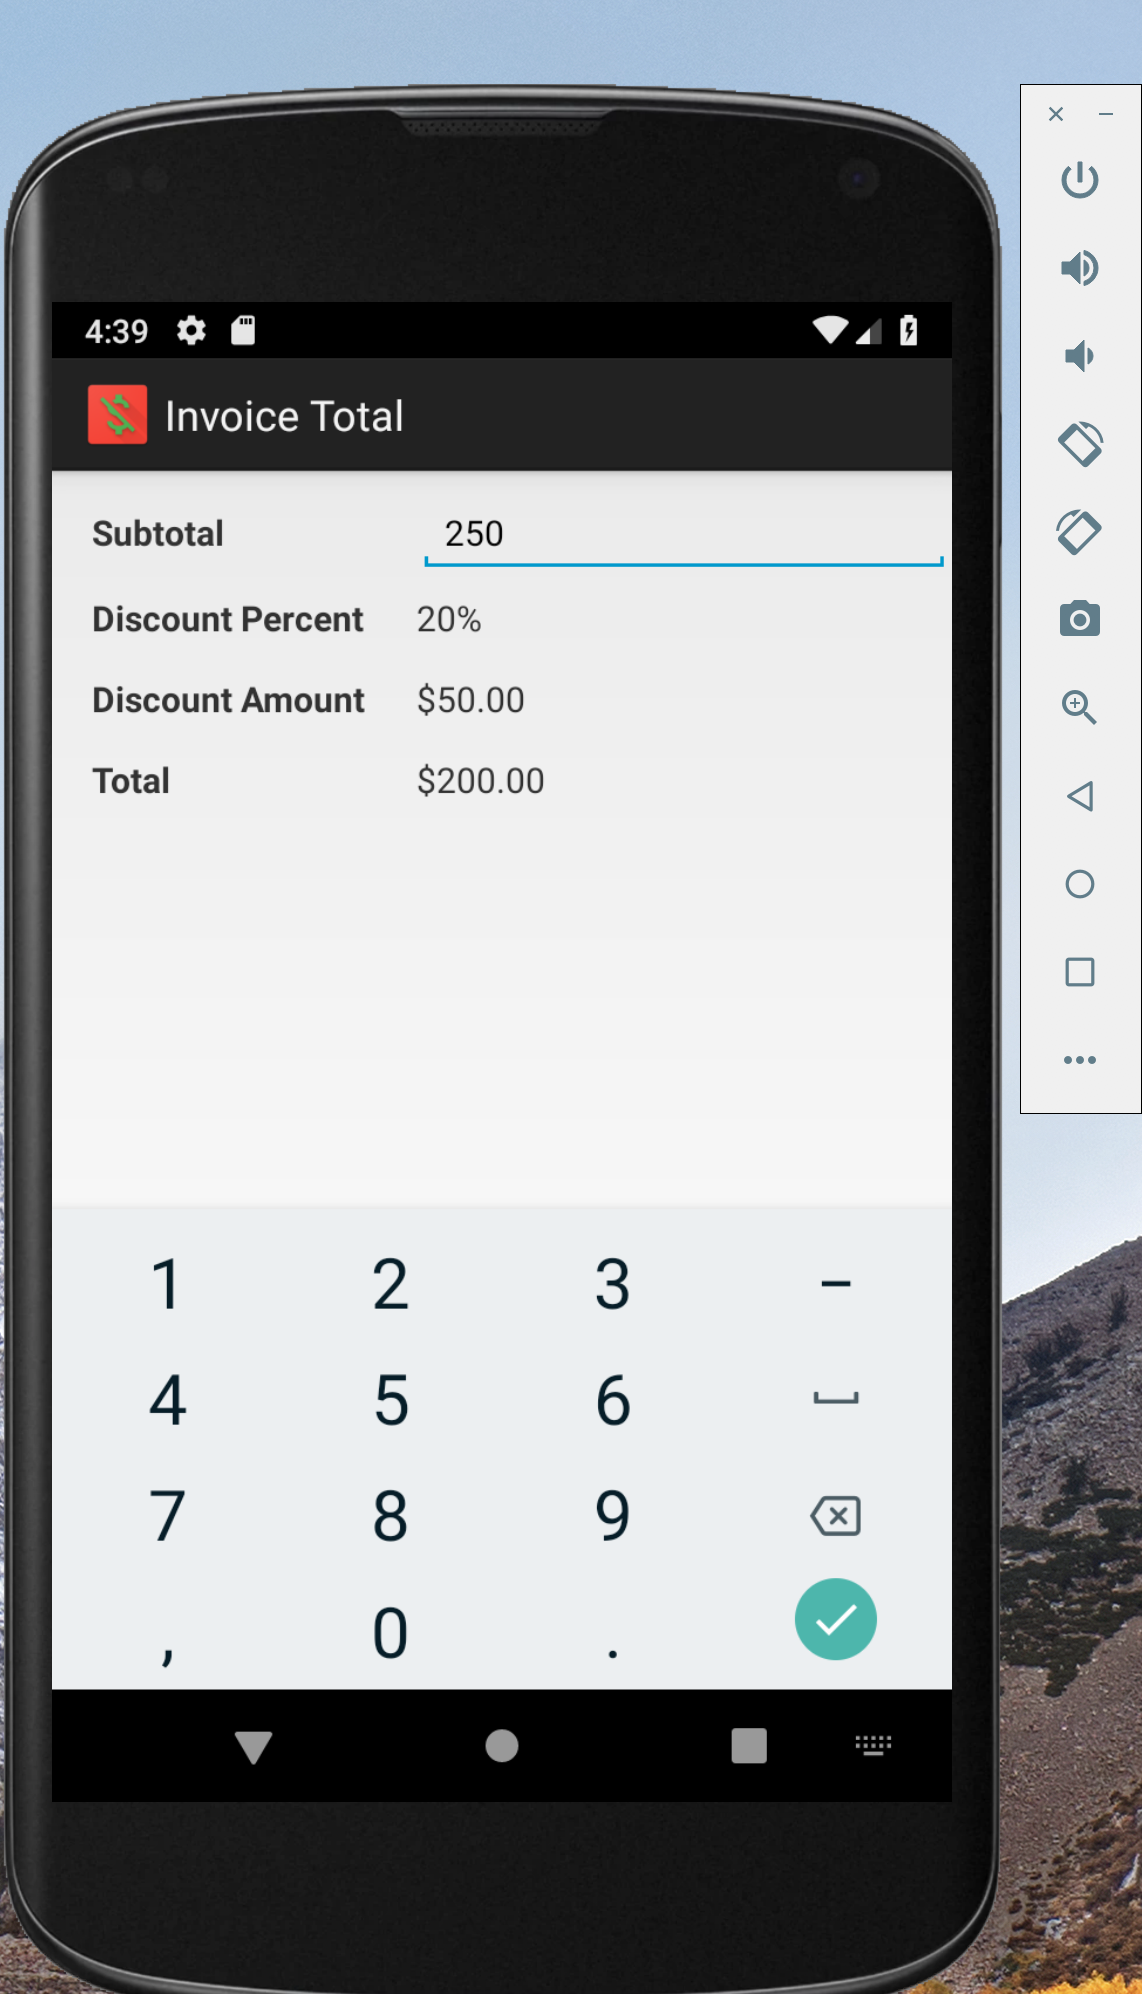 4:39
Invoice Total
Subtotal 250
Discount Percent 20%
Discount Amount $50.00
Total $200.00
1 2 3 −
4 5 6
7 8 9
, 0 .